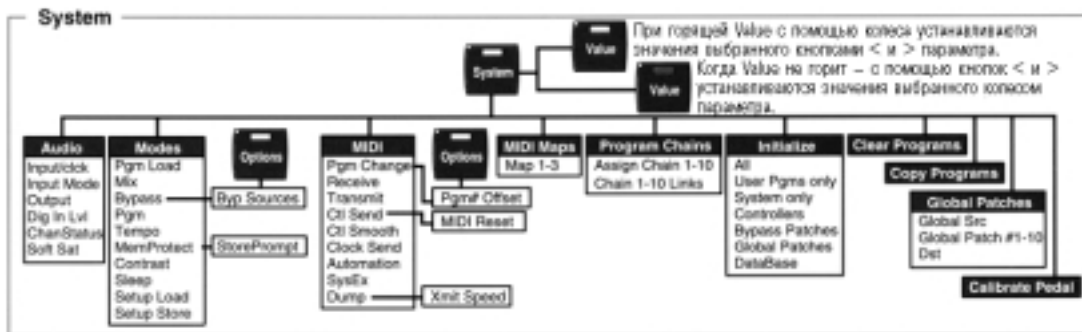 System
Value
При горящей Value с помощью колеса устанавливаются
значения выбранного кнопками < и > параметра.
System
Value
Когда Value не горит – с помощью кнопок < и >
устанавливаются значения выбранного колесом
параметра.
Audio
Input/clck
Input Mode
Output
Dig In Lvl
ChanStatus
Soft Sat
Modes
Pgm Load
Mix
Bypass
Pgm
Tempo
MemProtect
Contrast
Sleep
Setup Load
Setup Store
Options
Byp Sources
StorePrompt
MIDI
Pgm Change
Receive
Transmit
Ctl Send
Ctl Smooth
Clock Send
Automation
SysEx
Dump
Options
Pgm# Offset
MIDI Reset
Xmit Speed
MIDI Maps
Map 1-3
Program Chains
Assign Chain 1-10
Chain 1-10 Links
Initialize
All
User Pgms only
System only
Controllers
Bypass Patches
Global Patches
DataBase
Clear Programs
Copy Programs
Global Patches
Global Src
Global Patch #1-10
Dst
Calibrate Pedal